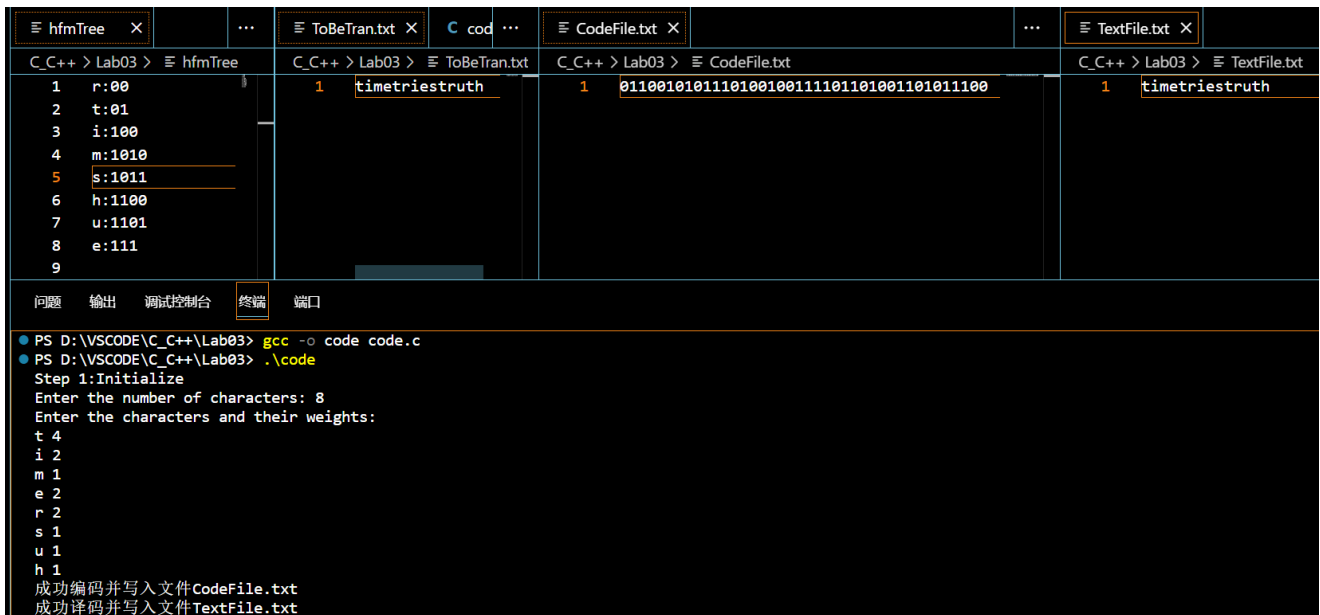 hfmTree
C_C++ > Lab03 > hfmTree
1 r:00
2 t:01
3 i:100
4 m:1010
5 s:1011
6 h:1100
7 u:1101
8 e:111
9
ToBeTran.txt C cod
C_C++ > Lab03 > ToBeTran.txt
1 timetriestruth
CodeFile.txt
C_C++ > Lab03 > CodeFile.txt
1 0110010101110100100111101101001101011100
TextFile.txt
C_C++ > Lab03 > TextFile.txt
1 timetriestruth
问题 输出 调试控制台 终端 端口
PS D:\VSCODE\C_C++\Lab03> gcc -o code code.c
PS D:\VSCODE\C_C++\Lab03> .\code
Step 1:Initialize
Enter the number of characters: 8
Enter the characters and their weights:
t 4
i 2
m 1
e 2
r 2
s 1
u 1
h 1
成功编码并写入文件CodeFile.txt
成功译码并写入文件TextFile.txt